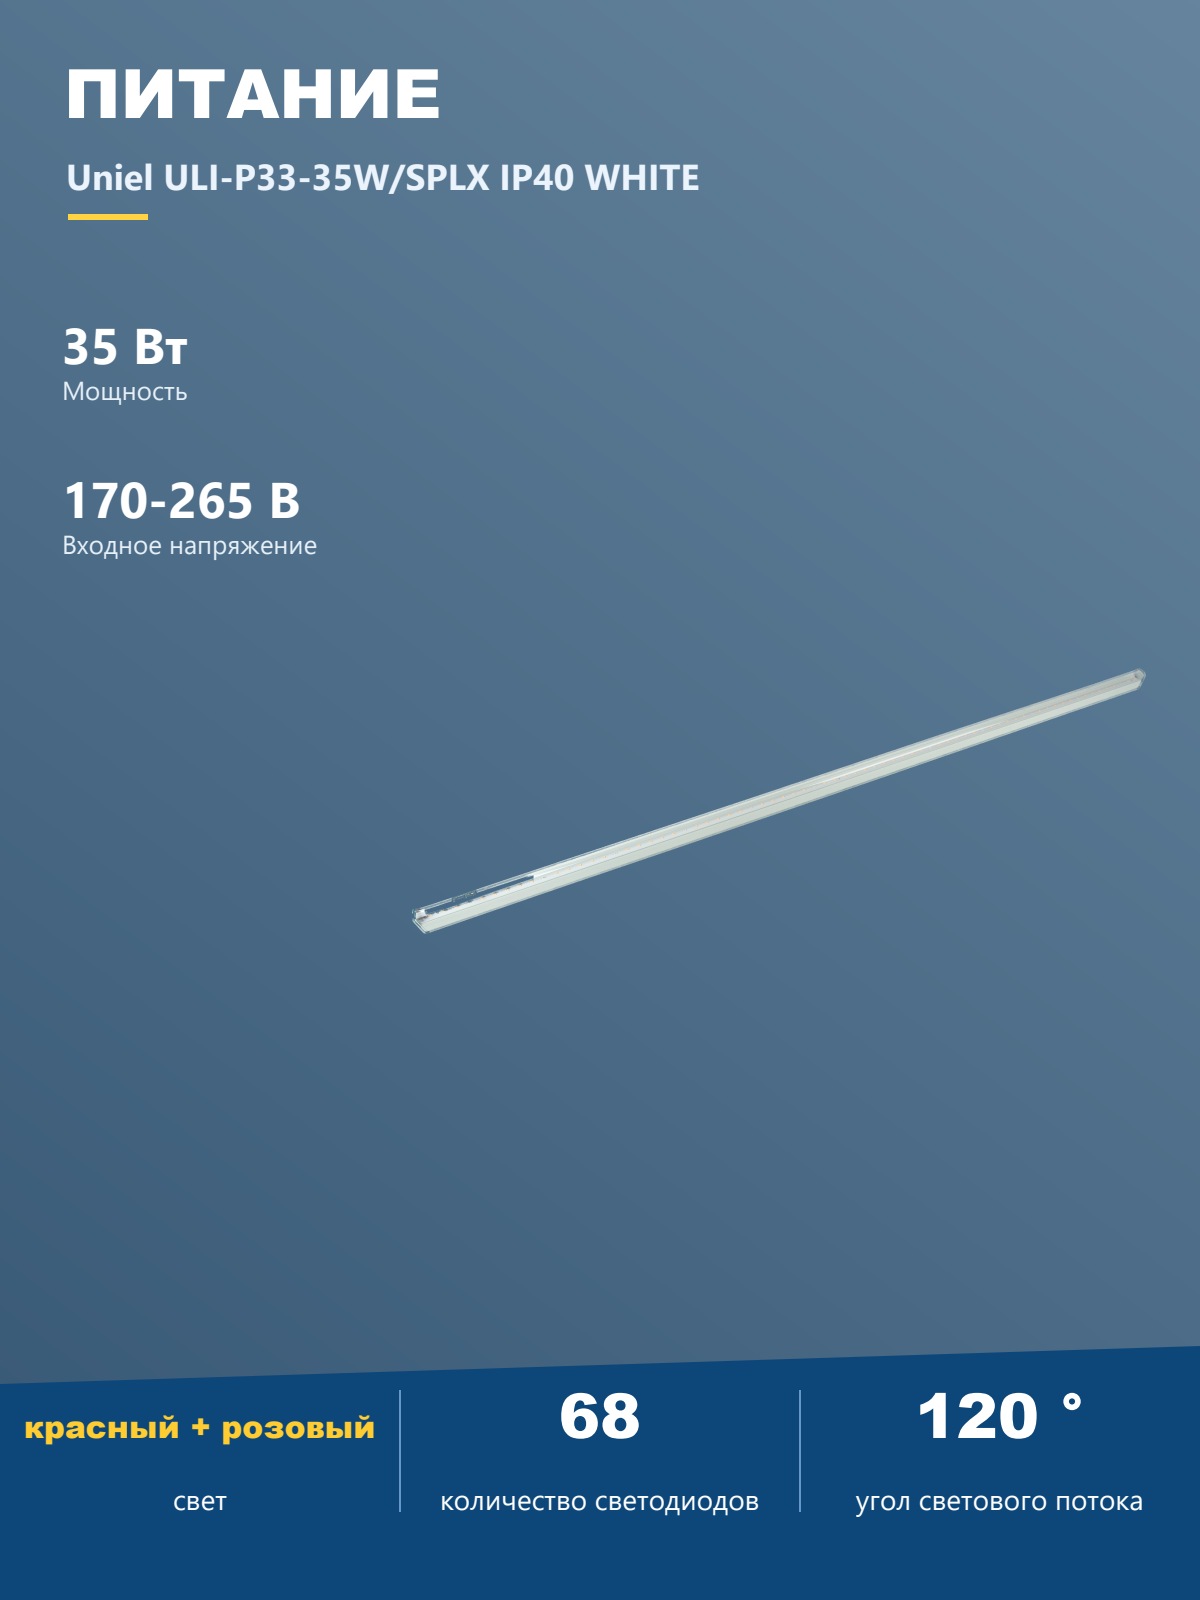 ПИТАНИЕ
Uniel ULI-P33-35W/SPLX IP40 WHITE
35 Вт
Мощность
170-265 В
Входное напряжение
красный + розовый
свет
68
количество светодиодов
120 °
угол светового потока